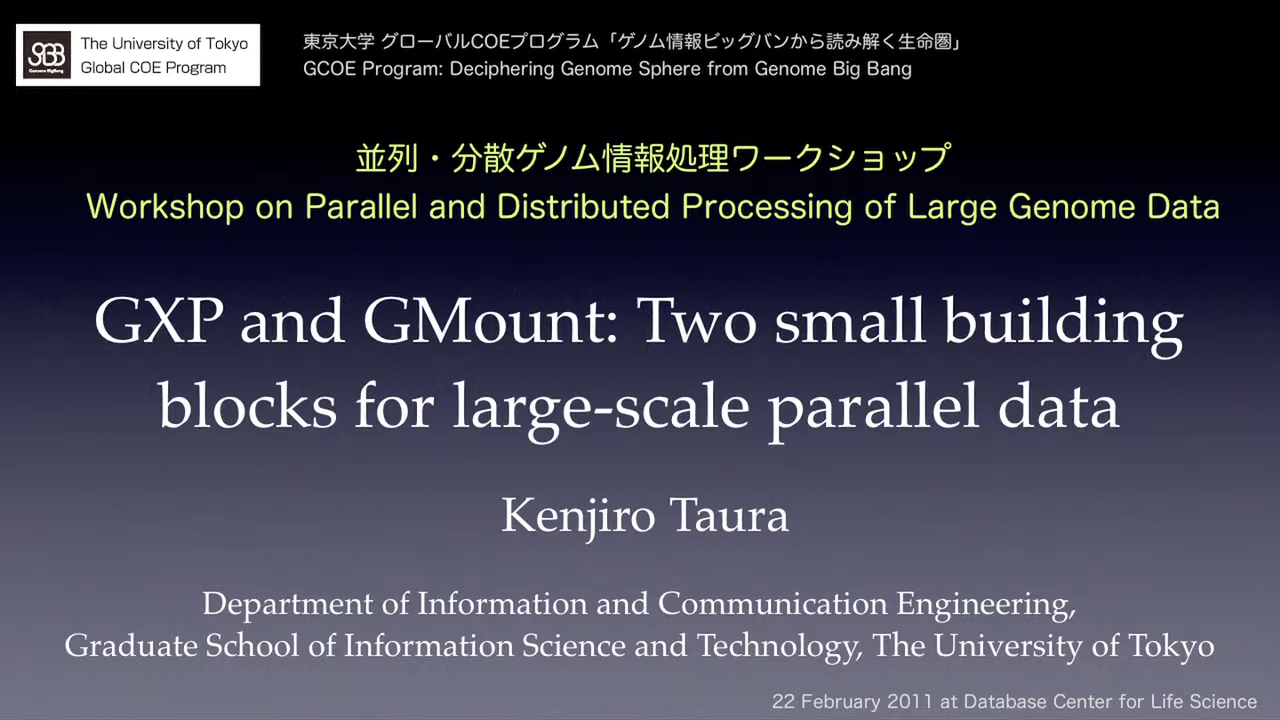 The University of Tokyo
Global COE Program
Genome BigBang
東京大学 グローバルCOEプログラム「ゲノム情報ビッグバンから読み解く生命圏」
GCOE Program: Deciphering Genome Sphere from Genome Big Bang
並列・分散ゲノム情報処理ワークショップ
Workshop on Parallel and Distributed Processing of Large Genome Data
GXP and GMount: Two small building
blocks for large-scale parallel data
Kenjiro Taura
Department of Information and Communication Engineering,
Graduate School of Information Science and Technology, The University of Tokyo
22 February 2011 at Database Center for Life Science